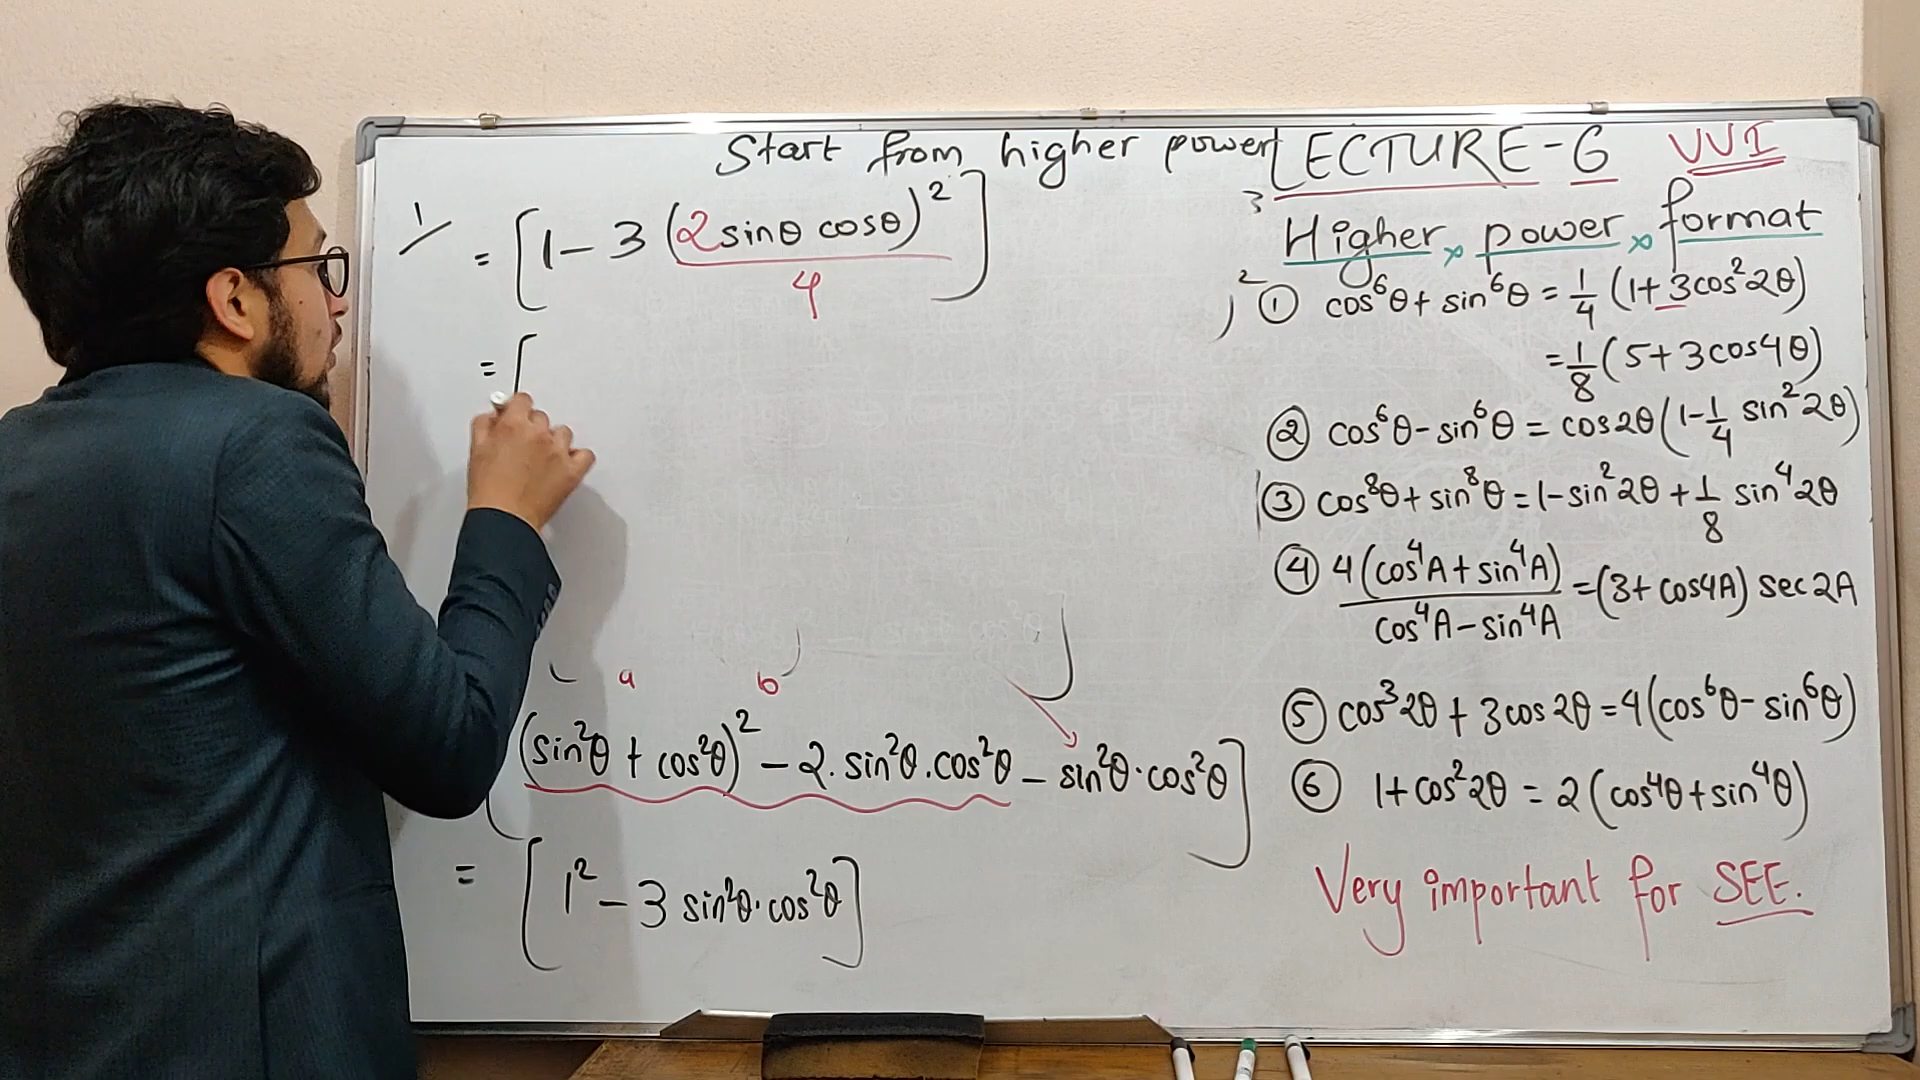 Start from higher power
LECTURE-6 VVI
1
= [1 - 3 (2sinθ cosθ)²]
4
= [
a b
(sin²θ + cos²θ)² - 2.sin²θ.cos²θ - sin²θ·cos²θ]
= [1² - 3 sin²θ·cos²θ]
3
Higher power format
2
① cos⁶θ + sin⁶θ = 1/4 (1+3cos²2θ)
= 1/8 (5+3cos4θ)
② cos⁶θ - sin⁶θ = cos2θ (1 - 1/4 sin²2θ)
③ cos⁸θ + sin⁸θ = 1 - sin²2θ + 1/8 sin⁴2θ
④ 4(cos⁴A + sin⁴A) = (3+cos4A) sec2A
cos⁴A - sin⁴A
⑤ cos³2θ + 3cos2θ = 4(cos⁶θ - sin⁶θ)
⑥ 1+cos²2θ = 2(cos⁴θ + sin⁴θ)
Very important for SEE.